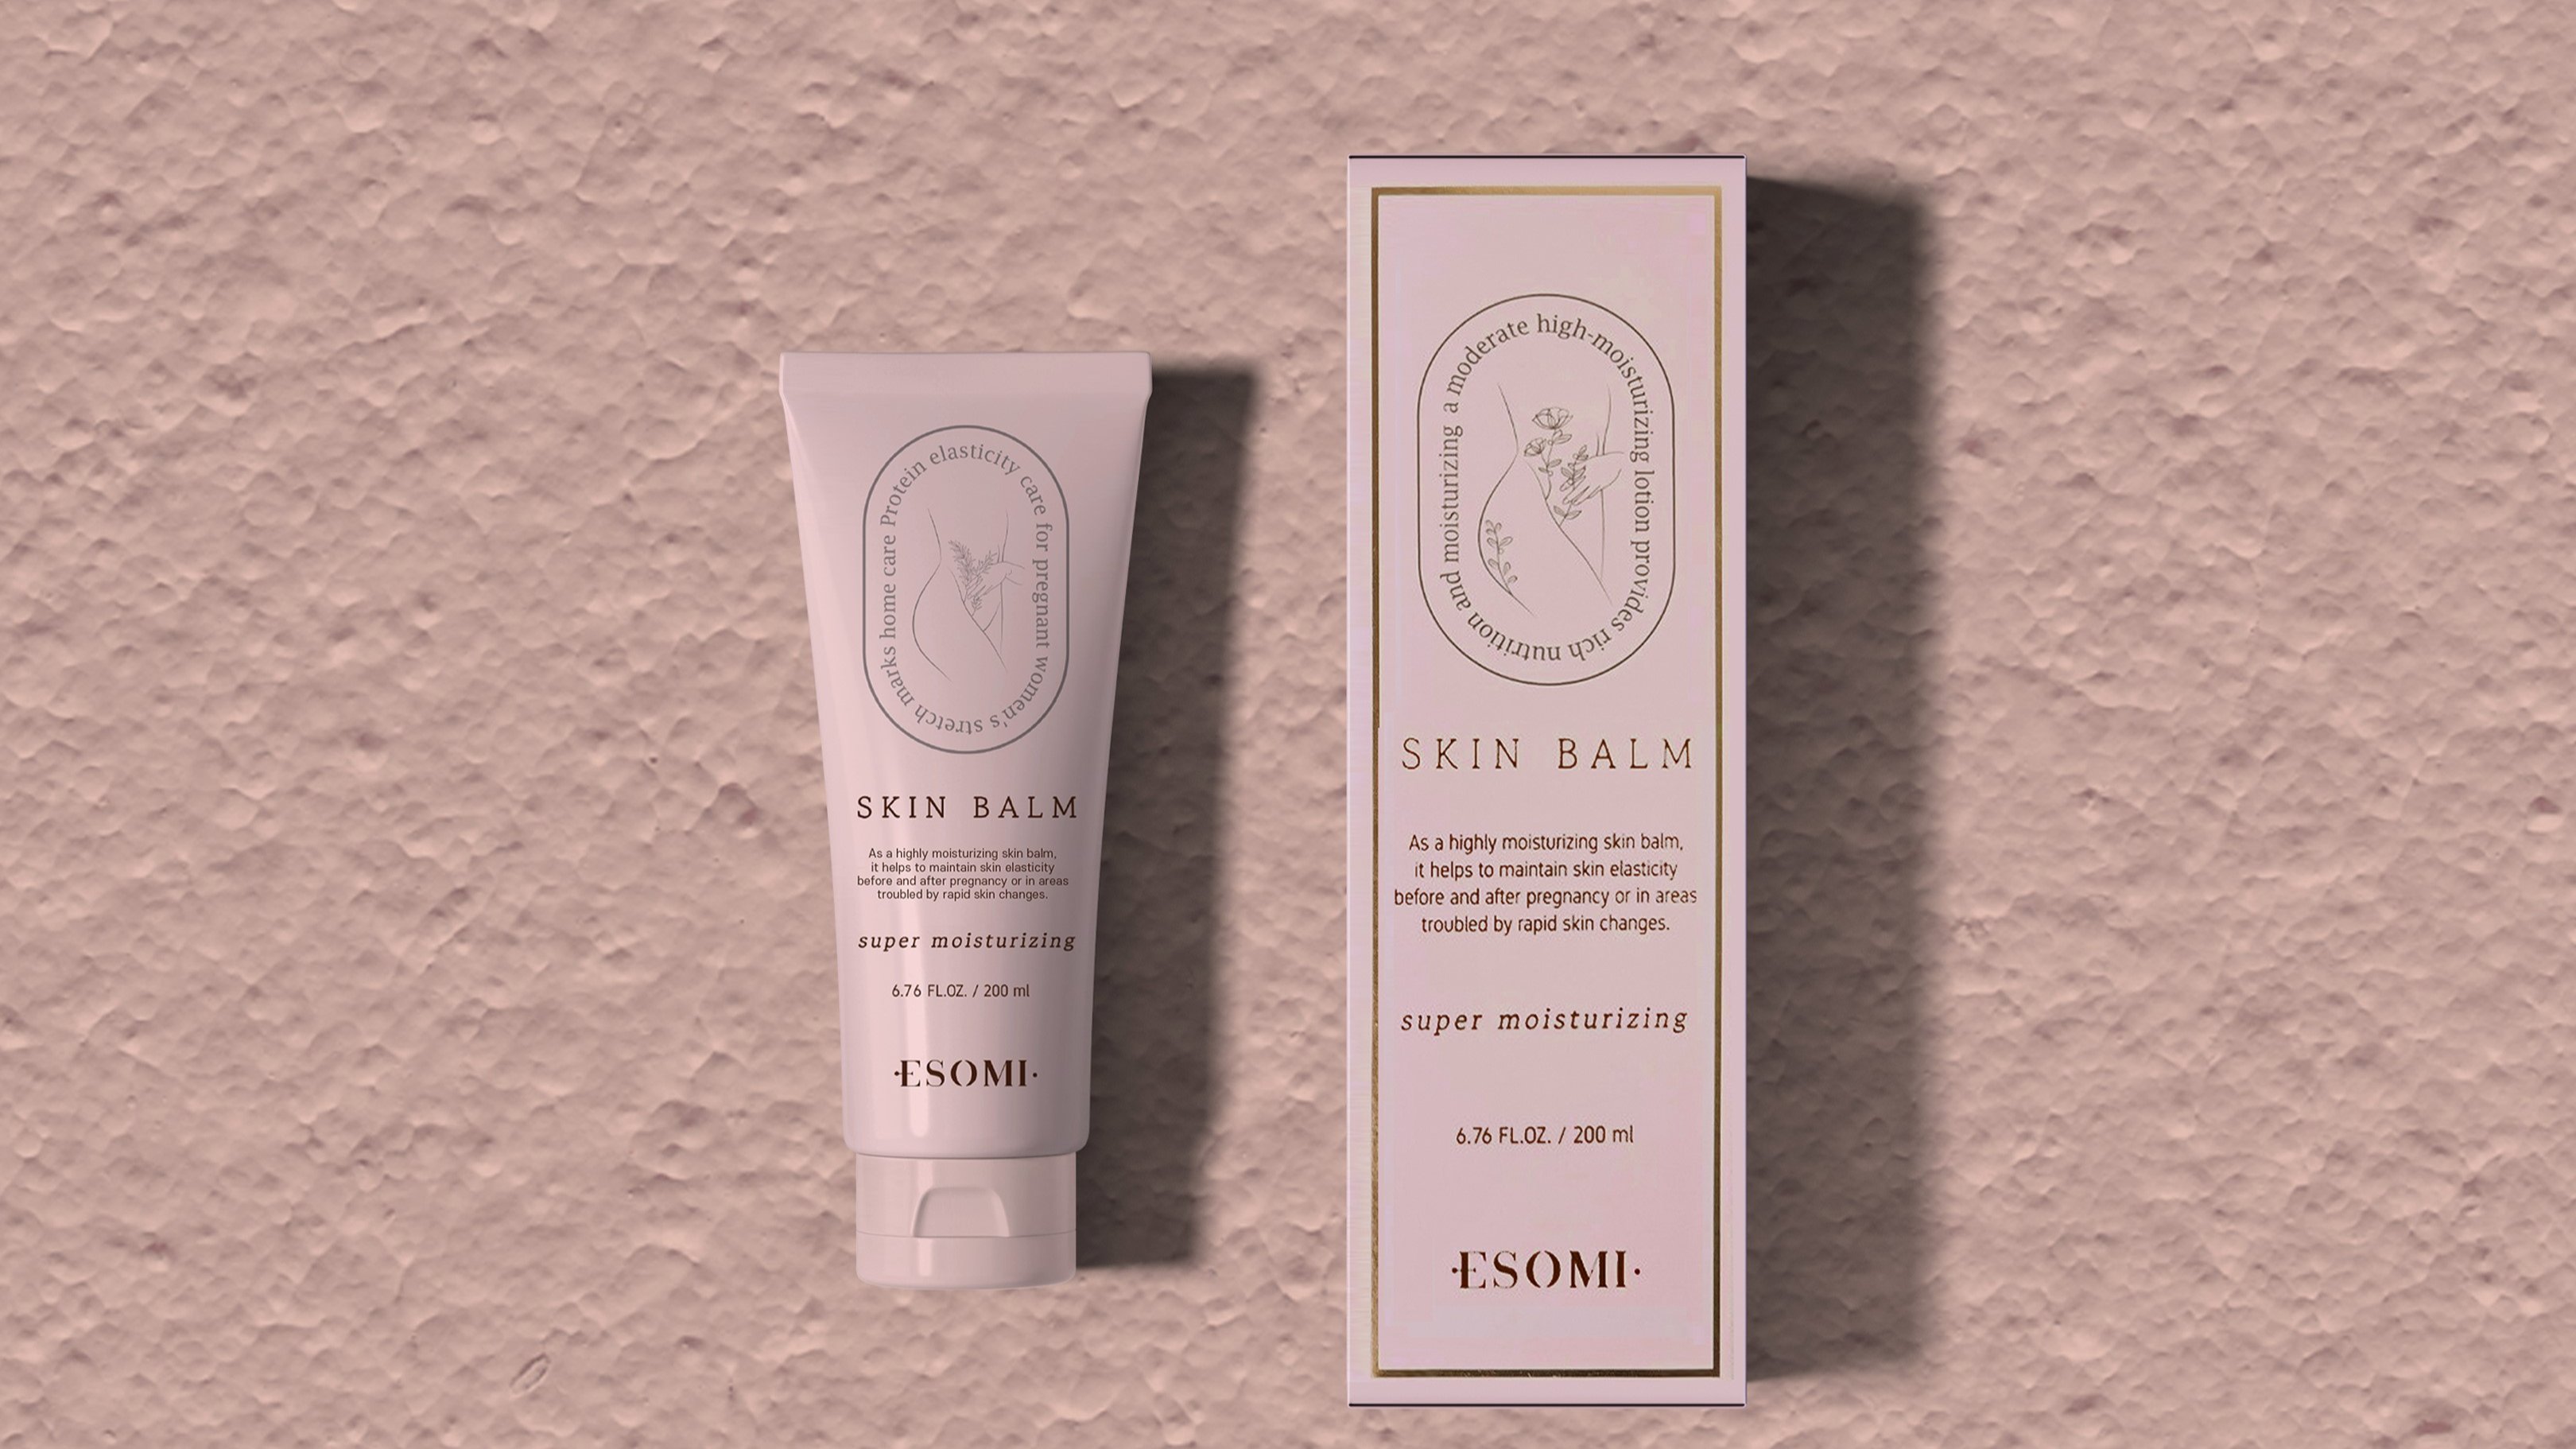 Protein elasticity care for pregnant women's stretch marks home care
SKIN BALM
As a highly moisturizing skin balm,
it helps to maintain skin elasticity
before and after pregnancy or in areas
troubled by rapid skin changes.
super moisturizing
6.76 FL.OZ. / 200 ml
·ESOMI·
a moderate high-moisturizing lotion provides rich nutrition and moisturizing
SKIN BALM
As a highly moisturizing skin balm,
it helps to maintain skin elasticity
before and after pregnancy or in areas
troubled by rapid skin changes.
super moisturizing
6.76 FL.OZ. / 200 ml
·ESOMI·